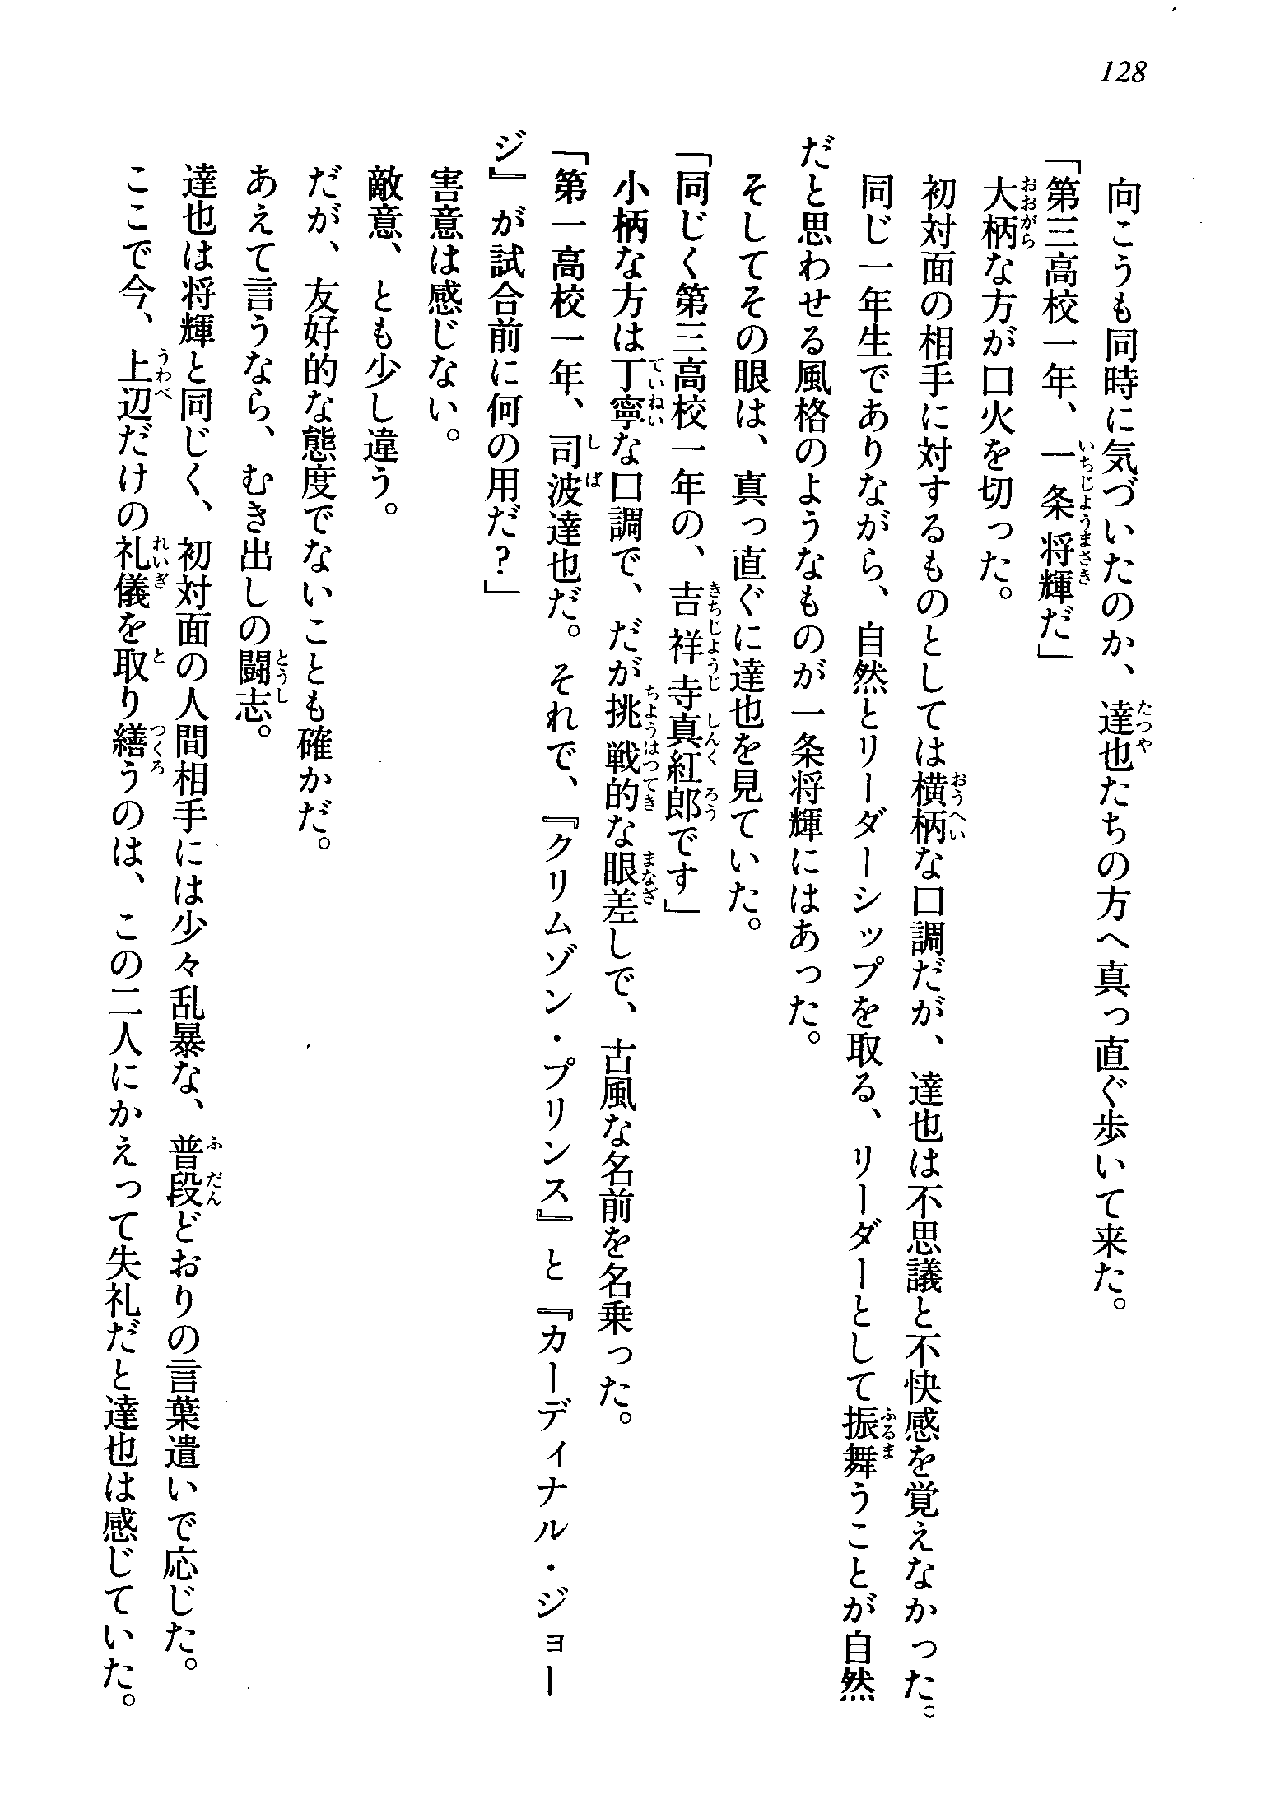 128
向こうも同時に気づいたのか、達也たちの方へ真っ直ぐ歩いて来た。
「第三高校一年、一条将輝だ」
大柄な方が口火を切った。
初対面の相手に対するものとしては横柄な口調だが、達也は不思議と不快感を覚えなかった。
同じ一年生でありながら、自然とリーダーシップを取る、リーダーとして振舞うことが自然
だと思わせる風格のようなものが一条将輝にはあった。
そしてその眼は、真っ直ぐに達也を見ていた。
「同じく第三高校一年の、吉祥寺真紅郎です」
小柄な方は丁寧な口調で、だが挑戦的な眼差しで、古風な名前を名乗った。
「第一高校一年、司波達也だ。それで、『クリムゾン・プリンス』と『カーディナル・ジョー
ジ』が試合前に何の用だ？」
害意は感じない。
敵意、とも少し違う。
だが、友好的な態度でないことも確かだ。
あえて言うなら、むき出しの闘志。
達也は将輝と同じく、初対面の人間相手には少々乱暴な、普段どおりの言葉遣いで応じた。
ここで今、上辺だけの礼儀を取り繕うのは、この二人にかえって失礼だと達也は感じていた。